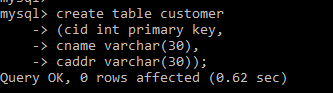 mysql>
mysql> create table customer
    -> (cid int primary key,
    -> cname varchar(30),
    -> caddr varchar(30));
Query OK, 0 rows affected (0.62 sec)